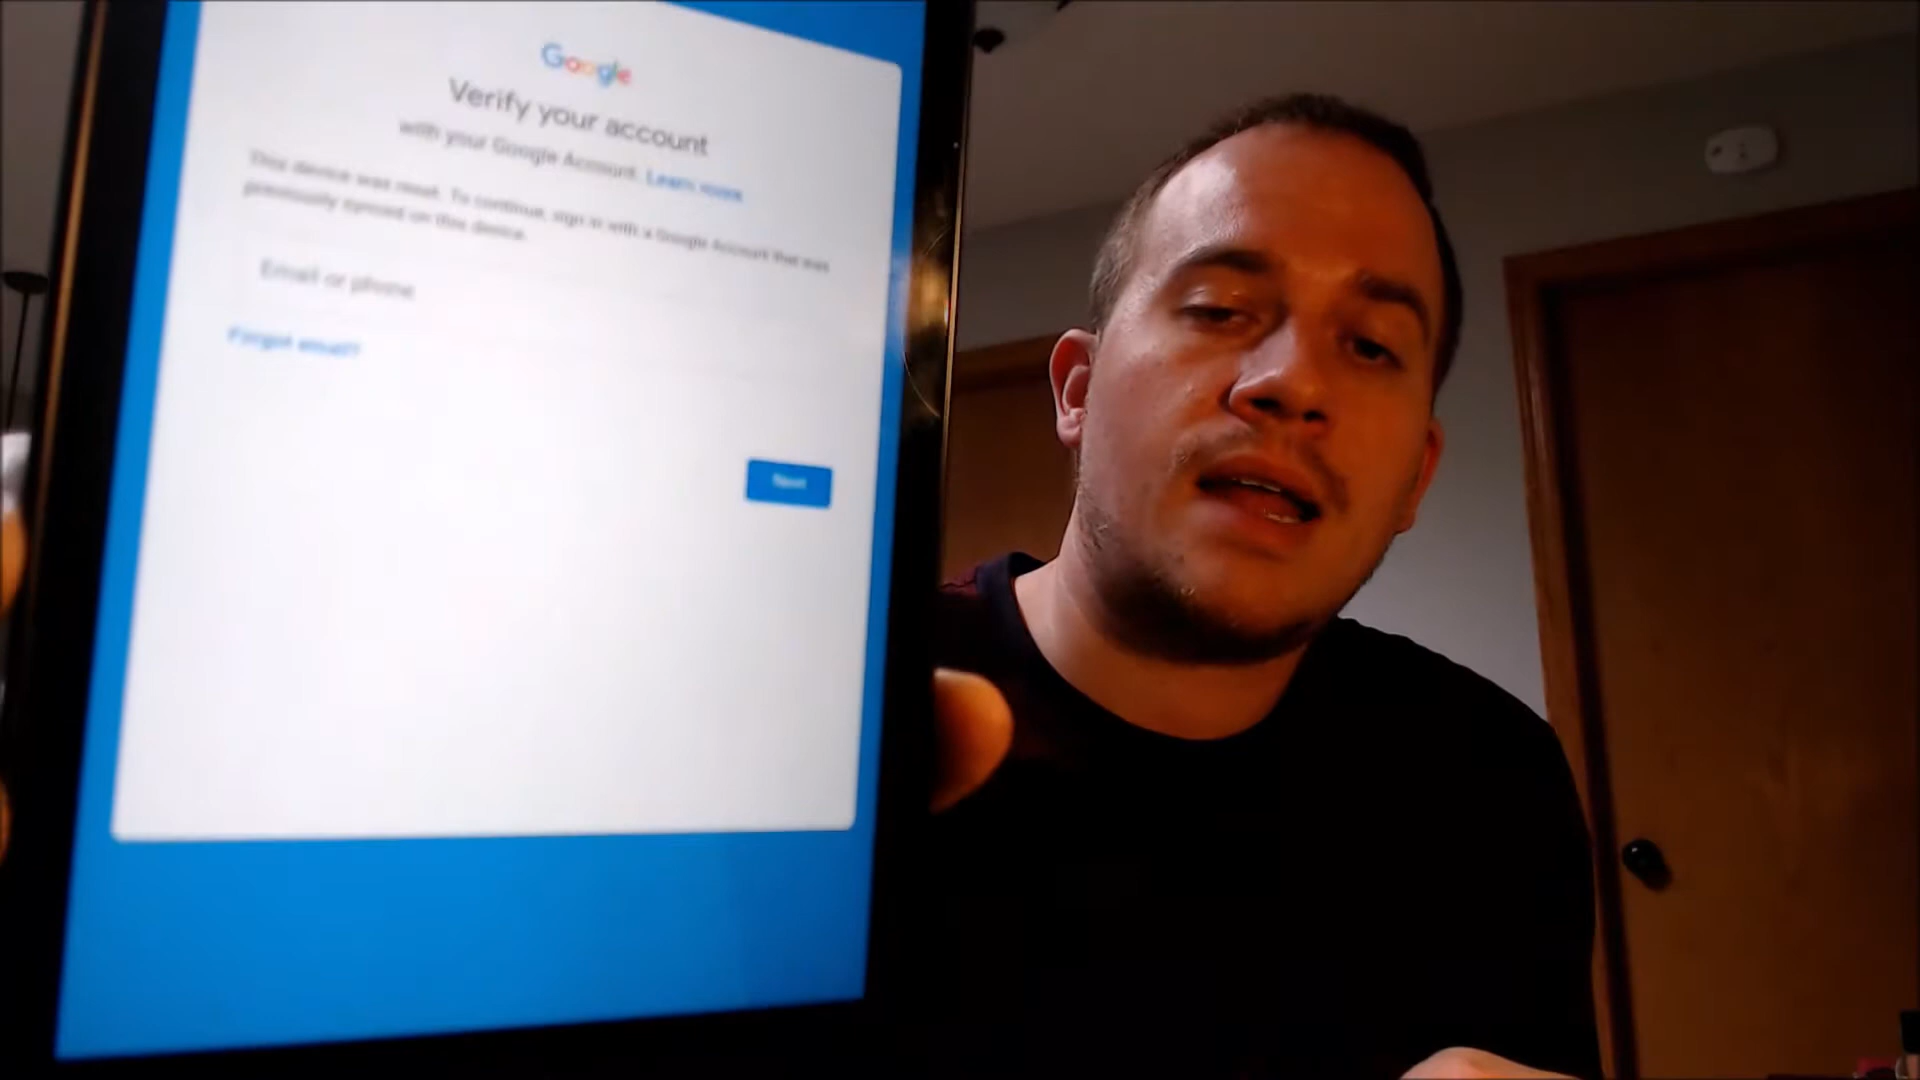 Google
Verify your account
with your Google Account. Learn more
This device was reset. To continue, sign in with a Google Account that was
previously synced on this device.
Email or phone
Forgot email?
Next